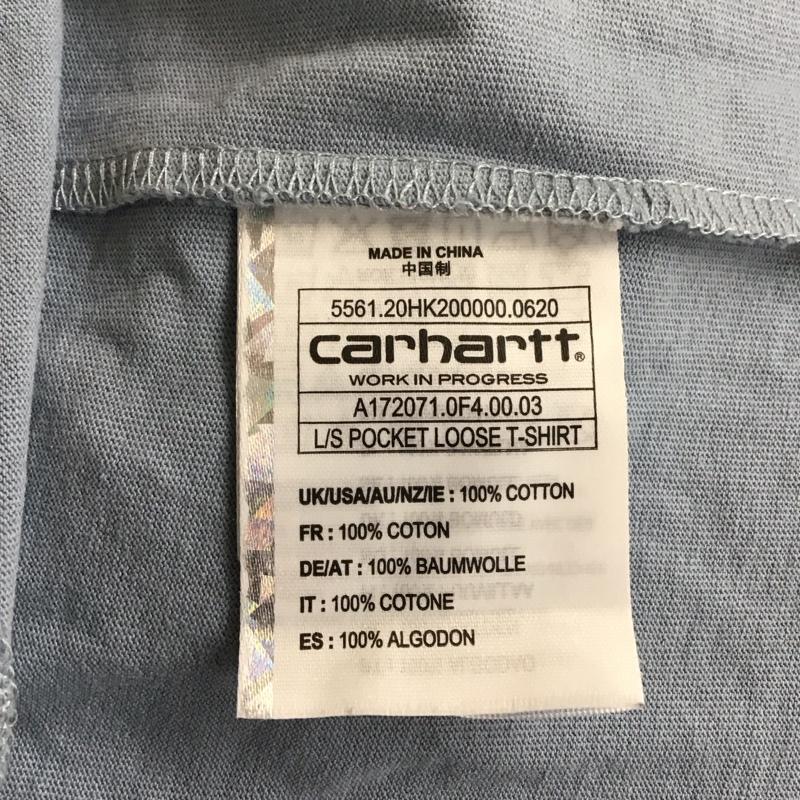 MADE IN CHINA
中国制
5561.20HK200000.0620
carhartt®
WORK IN PROGRESS
A172071.0F4.00.03
L/S POCKET LOOSE T-SHIRT
UK/USA/AU/NZ/IE : 100% COTTON
FR : 100% COTON
DE/AT : 100% BAUMWOLLE
IT : 100% COTONE
ES : 100% ALGODON